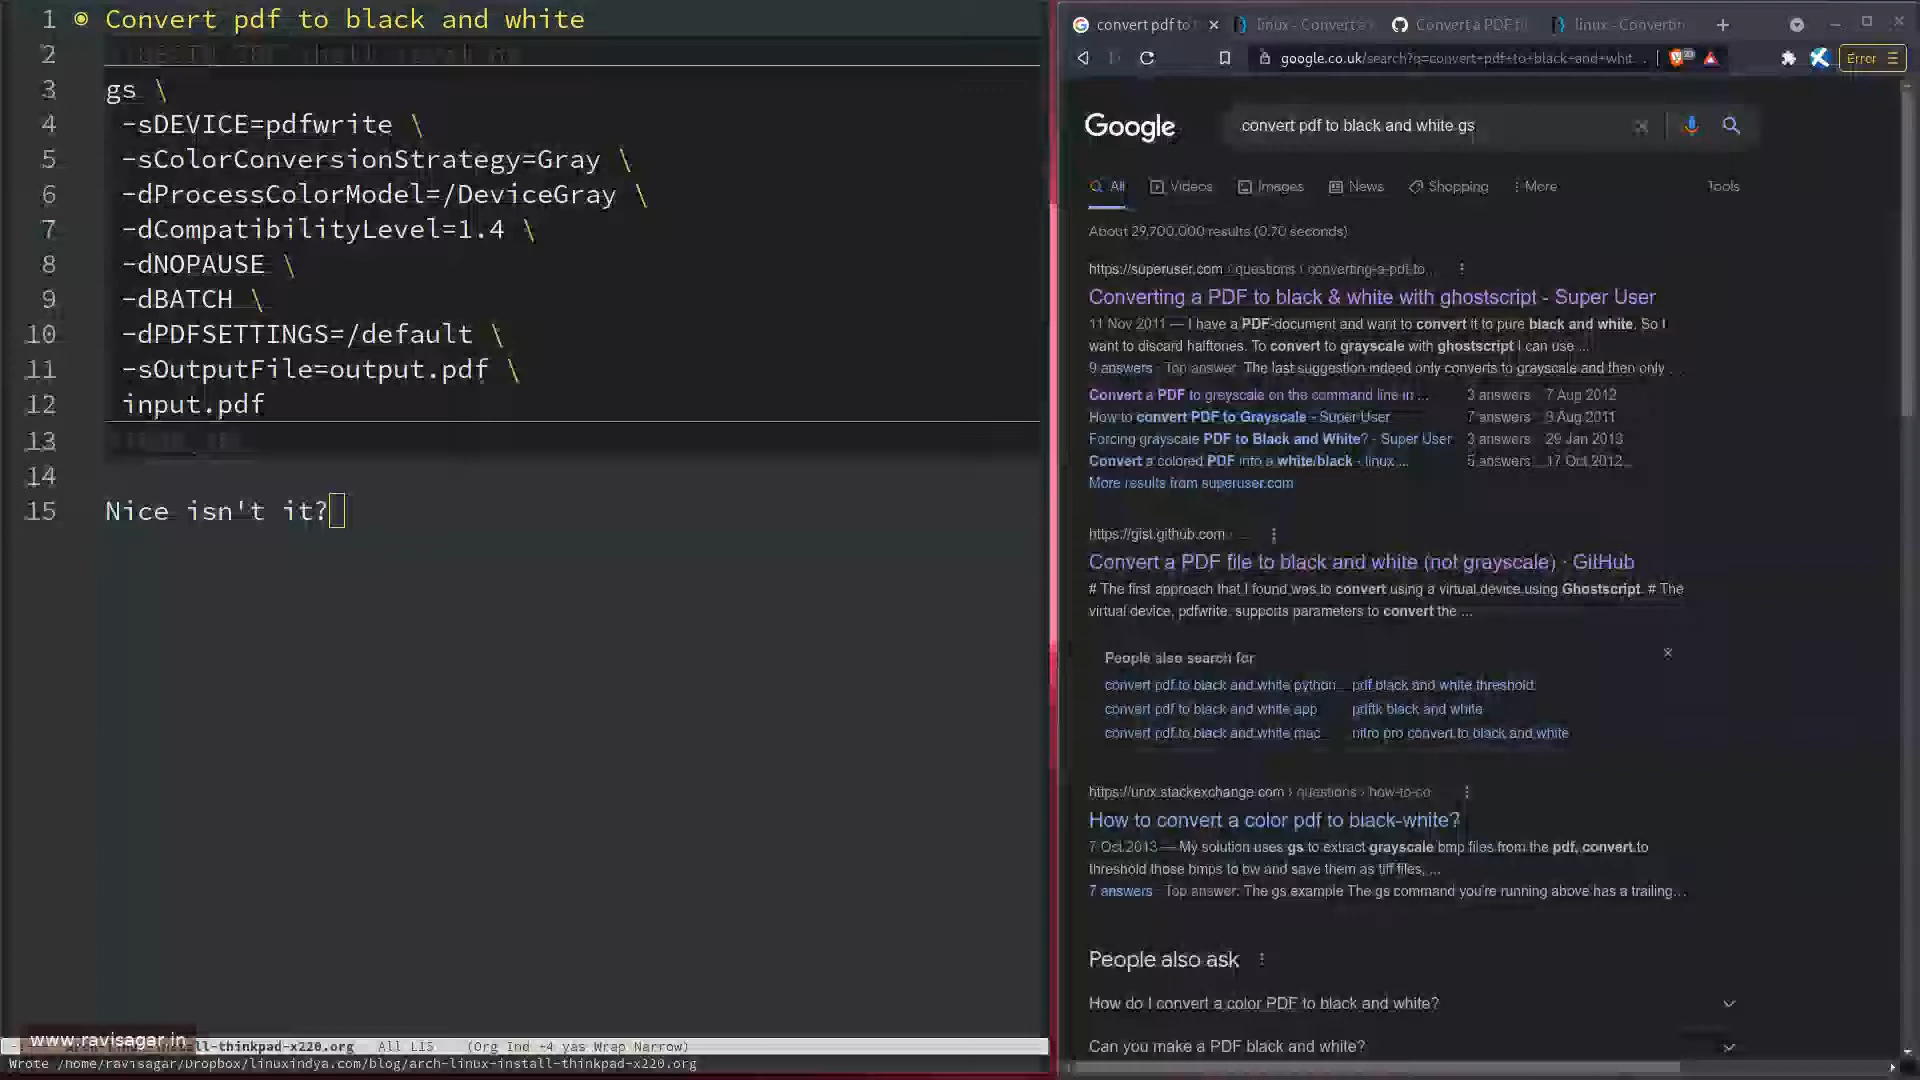 1 Convert pdf to black and white
2
3 gs \
4 -sDEVICE=pdfwrite \
5 -sColorConversionStrategy=Gray \
6 -dProcessColorModel=/DeviceGray \
7 -dCompatibilityLevel=1.4 \
8 -dNOPAUSE \
9 -dBATCH \
10 -dPDFSETTINGS=/default \
11 -sOutputFile=output.pdf \
12 input.pdf
13
14
15 Nice isn't it?
www.ravisagar.in
ll-thinkpad-x220.org All L15 (Org Ind +4 yas Wrap Narrow)
Wrote /home/ravisagar/Dropbox/linuxindya.com/blog/arch-linux-install-thinkpad-x220.org
convert pdf to linux - Convert a Convert a PDF fi linux - Convertin
google.co.uk/search?q=convert+pdf+to+black+and+whit... Error
Google convert pdf to black and white gs
All Videos Images News Shopping More Tools
About 29,700,000 results (0.70 seconds)
https://superuser.com › questions › converting-a-pdf-to...
Converting a PDF to black & white with ghostscript - Super User
11 Nov 2011 — I have a PDF-document and want to convert it to pure black and white. So I
want to discard halftones. To convert to grayscale with ghostscript I can use ...
9 answers · Top answer: The last suggestion indeed only converts to grayscale and then only ...
Convert a PDF to greyscale on the command line in ... 3 answers 7 Aug 2012
How to convert PDF to Grayscale - Super User 7 answers 3 Aug 2011
Forcing grayscale PDF to Black and White? - Super User 3 answers 29 Jan 2013
Convert a colored PDF into a white/black - linux ... 5 answers 17 Oct 2012
More results from superuser.com
https://gist.github.com
Convert a PDF file to black and white (not grayscale) · GitHub
# The first approach that I found was to convert using a virtual device using Ghostscript. # The
virtual device, pdfwrite, supports parameters to convert the ...
People also search for
convert pdf to black and white python pdf black and white threshold
convert pdf to black and white app pdftk black and white
convert pdf to black and white mac nitro pro convert to black and white
https://unix.stackexchange.com › questions › how-to-co
How to convert a color pdf to black-white?
7 Oct 2013 — My solution uses gs to extract grayscale bmp files from the pdf, convert to
threshold those bmps to bw and save them as tiff files, ...
7 answers · Top answer: The gs example The gs command you're running above has a trailing...
People also ask
How do I convert a color PDF to black and white?
Can you make a PDF black and white?